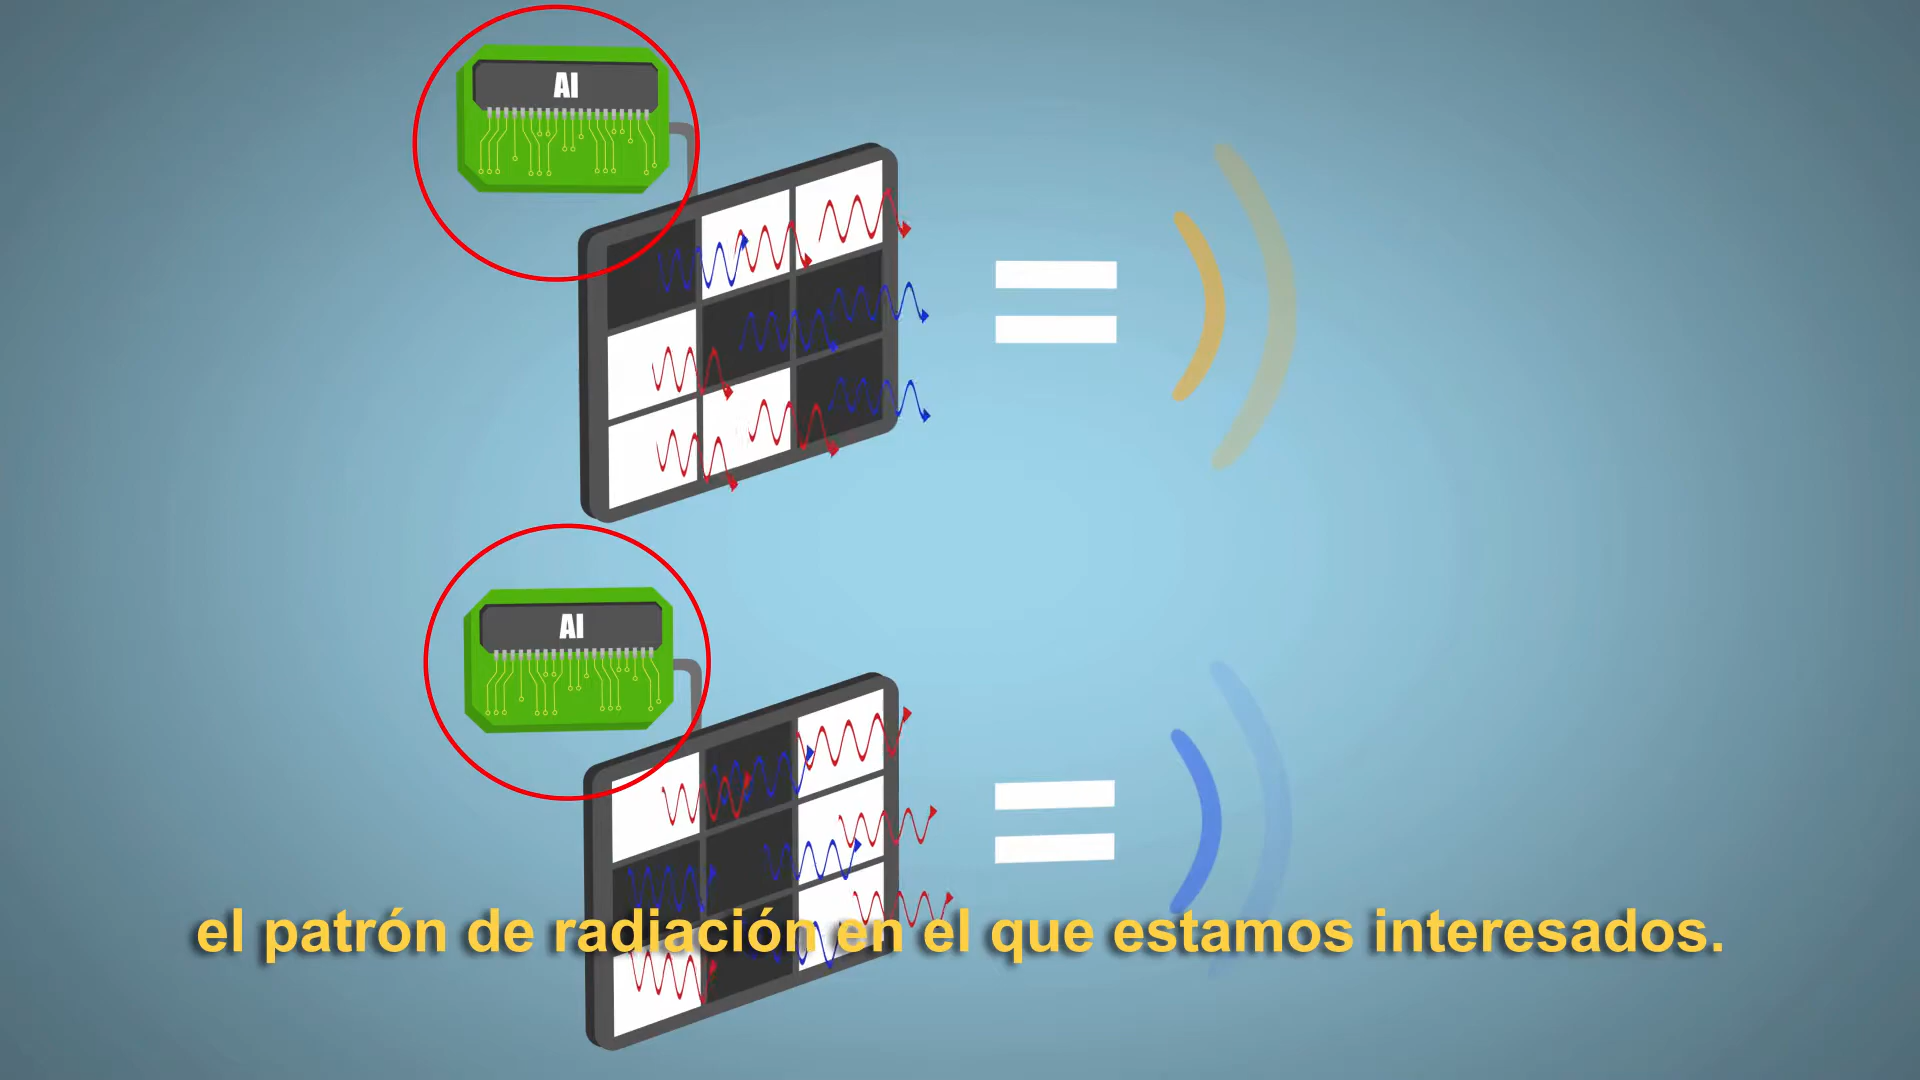 AI
AI
el patrón de radiación en el que estamos interesados.